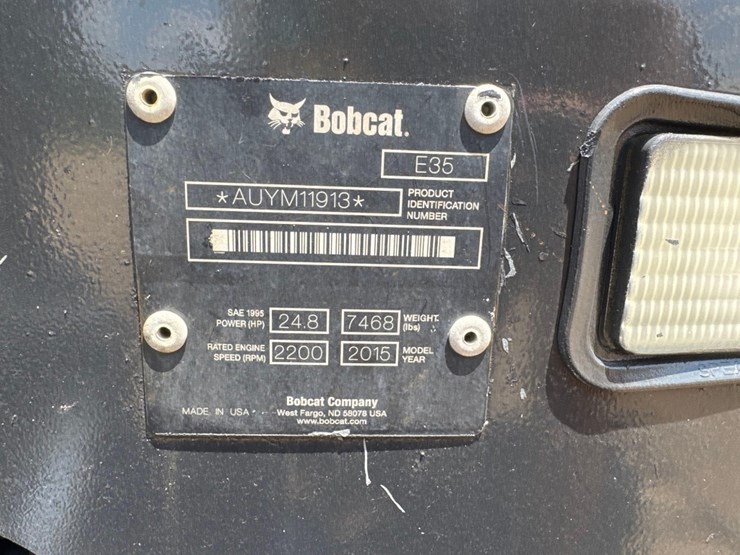 Bobcat.
E35
*AUYM11913*
PRODUCT
IDENTIFICATION
NUMBER
SAE 1995
POWER (HP)
24.8
7468
WEIGHT
(lbs)
RATED ENGINE
SPEED (RPM)
2200
2015
MODEL
YEAR
Bobcat Company
MADE IN USA
West Fargo, ND 58078 USA
www.bobcat.com